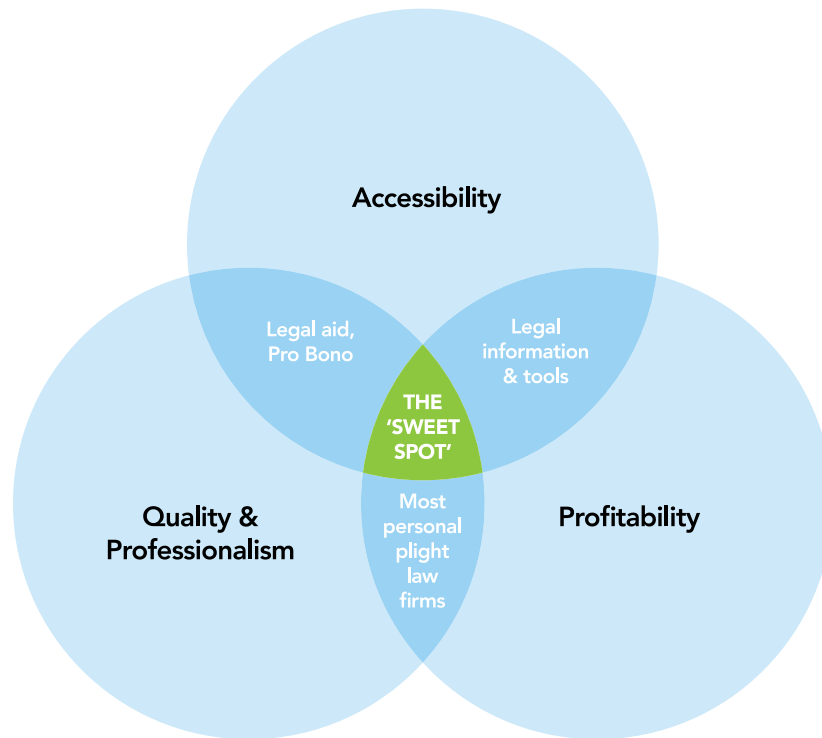 Accessibility
Legal aid,
Pro Bono
Legal
information
& tools
THE
‘SWEET
SPOT’
Quality &
Professionalism
Most
personal
plight
law
firms
Profitability